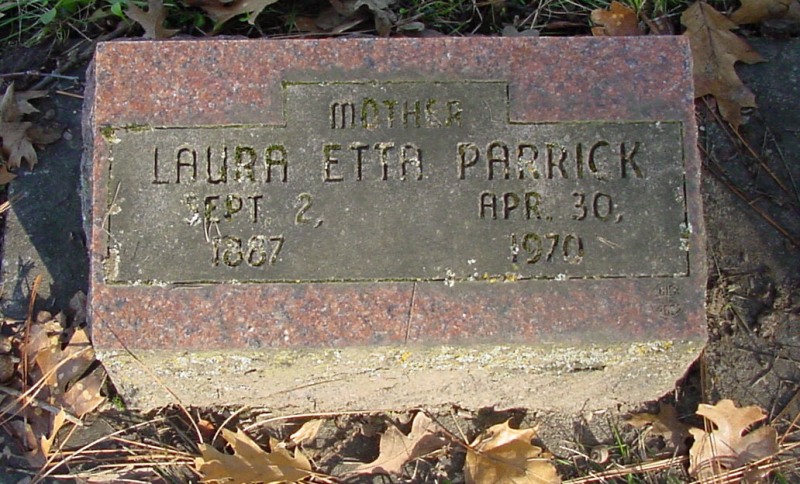 MOTHER
LAURA ETTA PARRICK
SEPT 2, APR. 30,
1887 1970